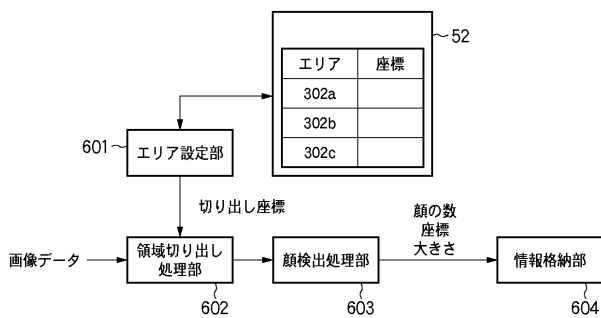 52
エリア 座標
302a
302b
302c
601
エリア設定部
切り出し座標
画像データ
領域切り出し
処理部
602
顔検出処理部
603
顔の数
座標
大きさ
情報格納部
604